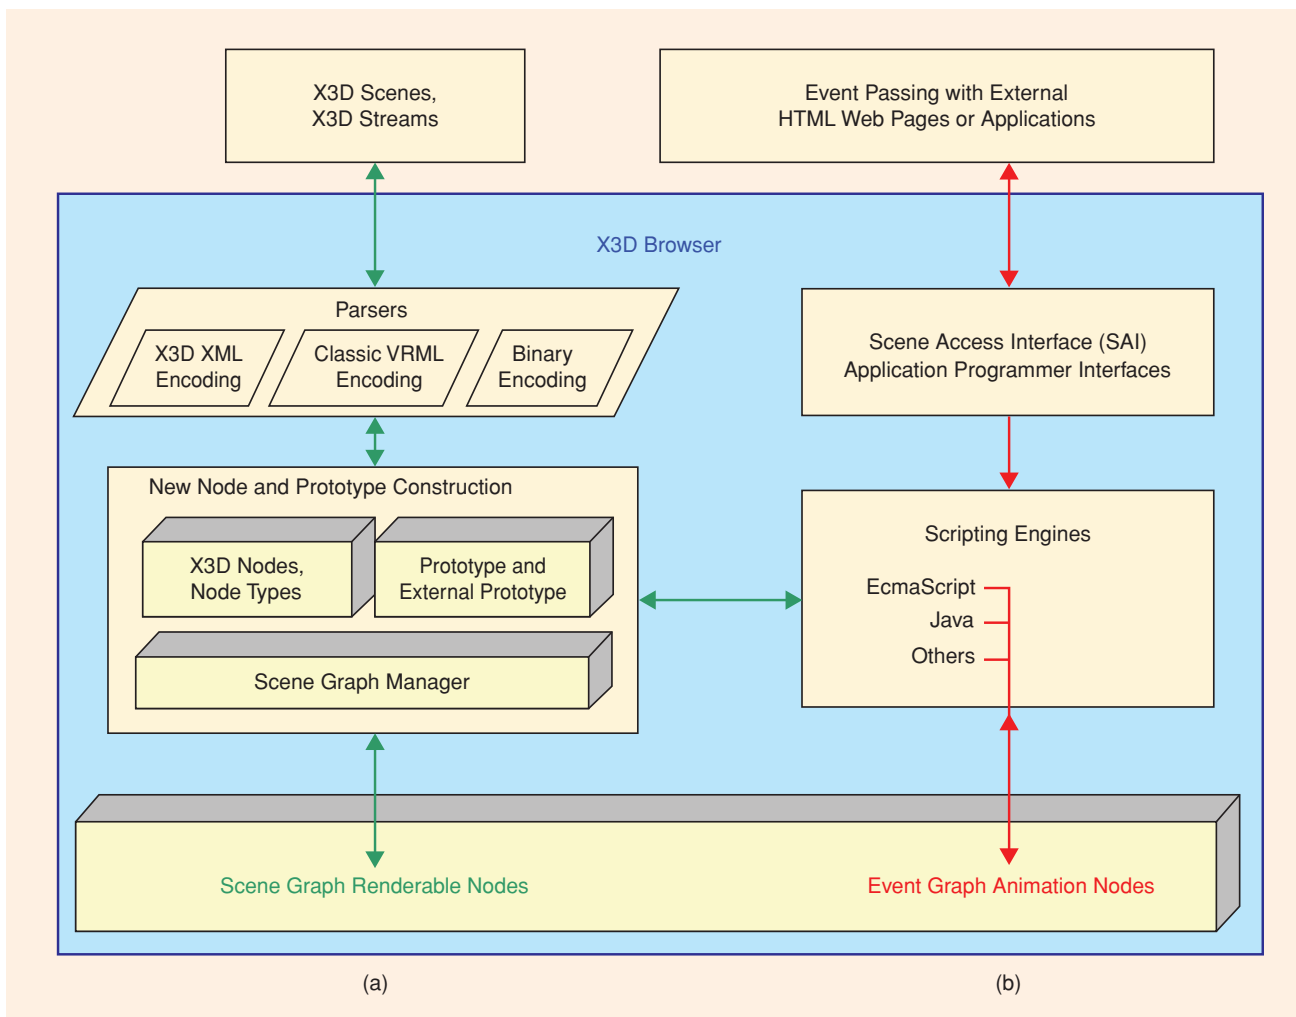 X3D Scenes,
X3D Streams
Event Passing with External
HTML Web Pages or Applications
X3D Browser
Parsers
X3D XML
Encoding
Classic VRML
Encoding
Binary
Encoding
Scene Access Interface (SAI)
Application Programmer Interfaces
New Node and Prototype Construction
X3D Nodes,
Node Types
Prototype and
External Prototype
Scene Graph Manager
Scripting Engines
EcmaScript
Java
Others
Scene Graph Renderable Nodes
Event Graph Animation Nodes
(a)
(b)